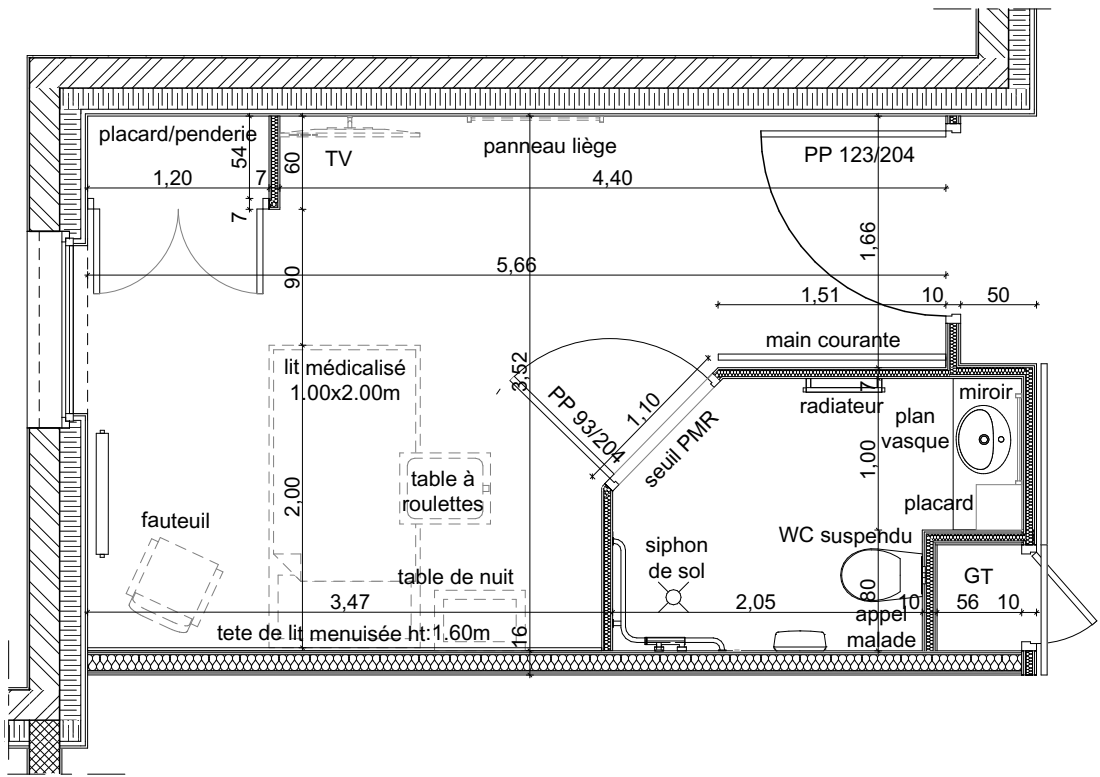 placard/penderie
54
60
TV
panneau liège
PP 123/204
1,20
7
4,40
7
1,66
5,66
90
1,51
10
50
main courante
lit médicalisé
1.00x2.00m
3,52
PP 93/204
1,10
seuil PMR
7
radiateur
miroir
plan
vasque
1,00
placard
table à
roulettes
2,00
fauteuil
WC suspendu
siphon
de sol
GT
table de nuit
3,47
2,05
80
10
56
10
appel
malade
tete de lit menuisée ht:1.60m
16